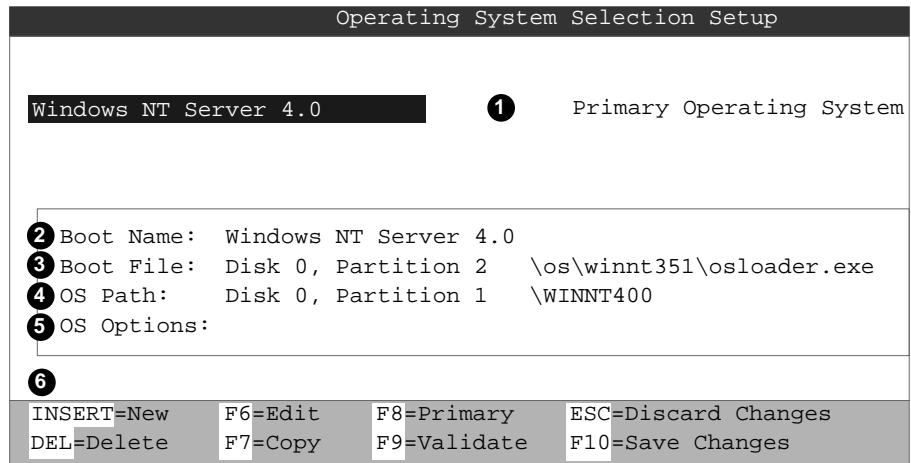 Operating System Selection Setup
Windows NT Server 4.0 1 Primary Operating System
2 Boot Name: Windows NT Server 4.0
3 Boot File: Disk 0, Partition 2 \os\winnt351\osloader.exe
4 OS Path: Disk 0, Partition 1 \WINNT400
5 OS Options:
6
INSERT=New F6=Edit F8=Primary ESC=Discard Changes
DEL=Delete F7=Copy F9=Validate F10=Save Changes